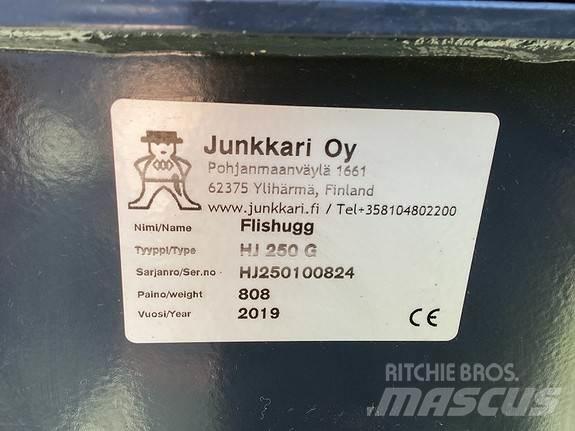 Junkkari Oy
Pohjanmaanväylä 1661
62375 Ylihärmä, Finland
www.junkkari.fi / Tel+358104802200
Nimi/Name Flishugg
Tyyppi/Type HJ 250 G
Sarjanro/Ser.no HJ250100824
Paino/weight 808
Vuosi/Year 2019
CE
RITCHIE BROS.
MASCUS